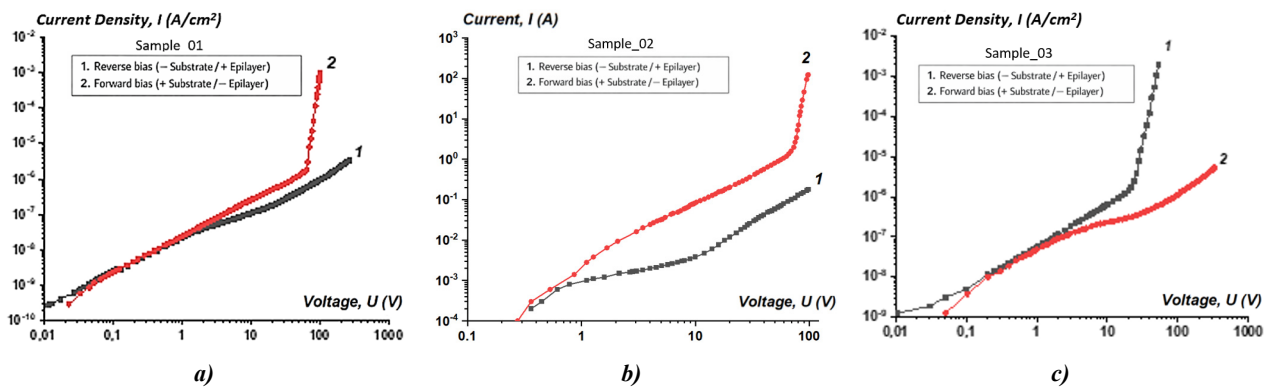 Current Density, I (A/cm²)
Sample_01
1. Reverse bias (− Substrate / + Epilayer)
2. Forward bias (+ Substrate / − Epilayer)
2
1
10⁻²
10⁻³
10⁻⁴
10⁻⁵
10⁻⁶
10⁻⁷
10⁻⁸
10⁻⁹
10⁻¹⁰
Voltage, U (V)
0,01 0,1 1 10 100 1000
a)
Current, I (A)
Sample_02
1. Reverse bias (− Substrate / + Epilayer)
2. Forward bias (+ Substrate / − Epilayer)
2
1
10³
10²
10¹
10⁰
10⁻¹
10⁻²
10⁻³
10⁻⁴
Voltage, U (V)
0.1 1 10 100
b)
Current Density, I (A/cm²)
Sample_03
1. Reverse bias (− Substrate / + Epilayer)
2. Forward bias (+ Substrate / − Epilayer)
1
2
10⁻²
10⁻³
10⁻⁴
10⁻⁵
10⁻⁶
10⁻⁷
10⁻⁸
10⁻⁹
Voltage, U (V)
0,01 0,1 1 10 100 1000
c)